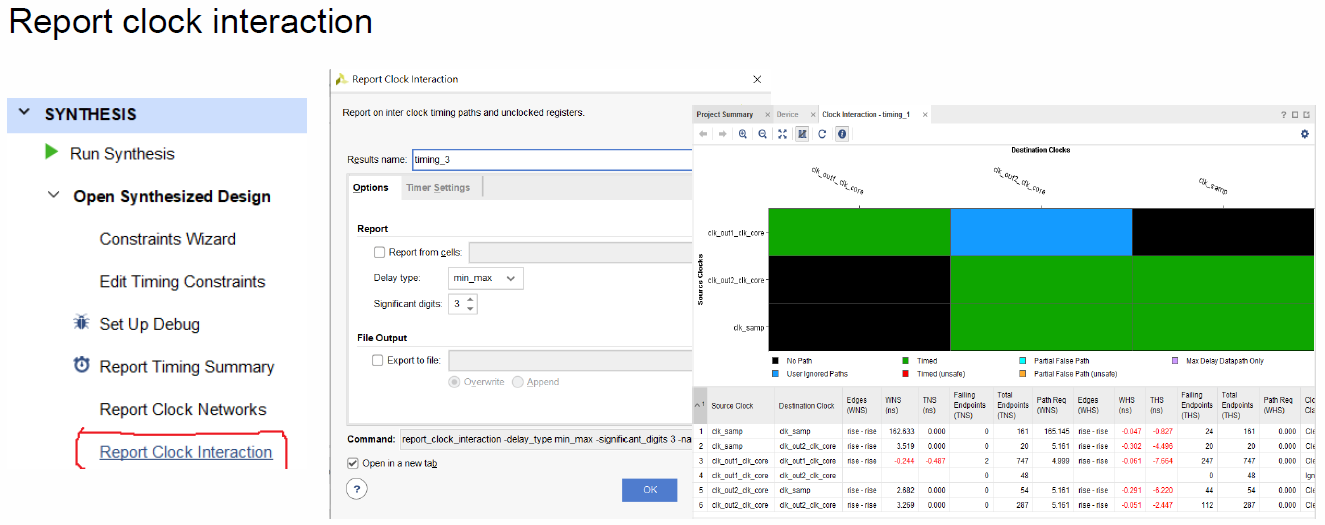 Report clock interaction
SYNTHESIS
Run Synthesis
Open Synthesized Design
Constraints Wizard
Edit Timing Constraints
Set Up Debug
Report Timing Summary
Report Clock Networks
Report Clock Interaction
Report Clock Interaction
Report on inter clock timing paths and unclocked registers.
Results name: timing_3
Options Timer Settings
Report
Report from cells:
Delay type: min_max
Significant digits: 3
File Output
Export to file:
Overwrite Append
Command: report_clock_interaction -delay_type min_max -significant_digits 3 -na
Open in a new tab
? OK
Project Summary × Device × Clock Interaction - timing_1 ×
Destination Clocks
clk_out1_clk_core clk_out2_clk_core clk_samp
Source Clocks
clk_out1_clk_core
clk_out2_clk_core
clk_samp
No Path Timed Partial False Path Max Delay Datapath Only
User Ignored Paths Timed (unsafe) Partial False Path (unsafe)
1 Source Clock Destination Clock Edges (WNS) WNS (ns) TNS (ns) Failing Endpoints (TNS) Total Endpoints (TNS) Path Req (WNS) Edges (WHS) WHS (ns) THS (ns) Failing Endpoints (THS) Total Endpoints (THS) Path Req (WHS)
1 clk_samp clk_samp rise - rise 162.633 0.000 0 161 165.145 rise - rise -0.047 -0.827 24 161 0.000 Cle
2 clk_samp clk_out2_clk_core rise - rise 3.519 0.000 0 20 5.161 rise - rise -0.302 -4.496 20 20 0.000 Cle
3 clk_out1_clk_core clk_out1_clk_core rise - rise -0.244 -0.487 2 747 4.999 rise - rise -0.061 -7.664 247 747 0.000 Cle
4 clk_out1_clk_core clk_out2_clk_core 0 48 0 48 Ign
5 clk_out2_clk_core clk_samp rise - rise 2.682 0.000 0 54 5.161 rise - rise -0.291 -6.220 44 54 0.000 Cle
6 clk_out2_clk_core clk_out2_clk_core rise - rise 3.269 0.000 0 287 5.161 rise - rise -0.051 -2.447 112 287 0.000 Cle